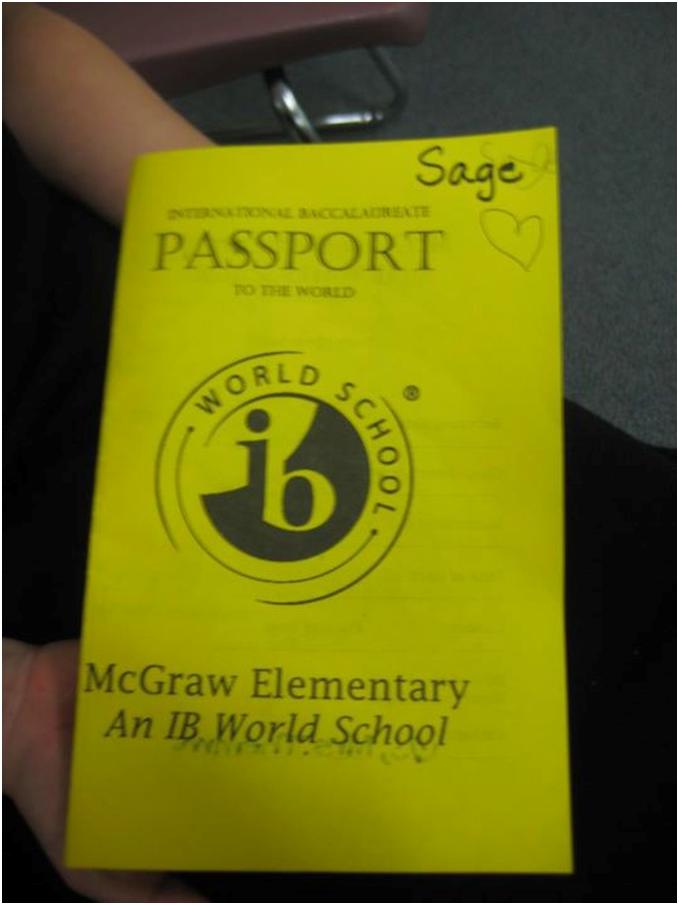 Sage
INTERNATIONAL BACCALAUREATE
PASSPORT
TO THE WORLD
WORLD SCHOOL
®
ib
McGraw Elementary
An IB World School